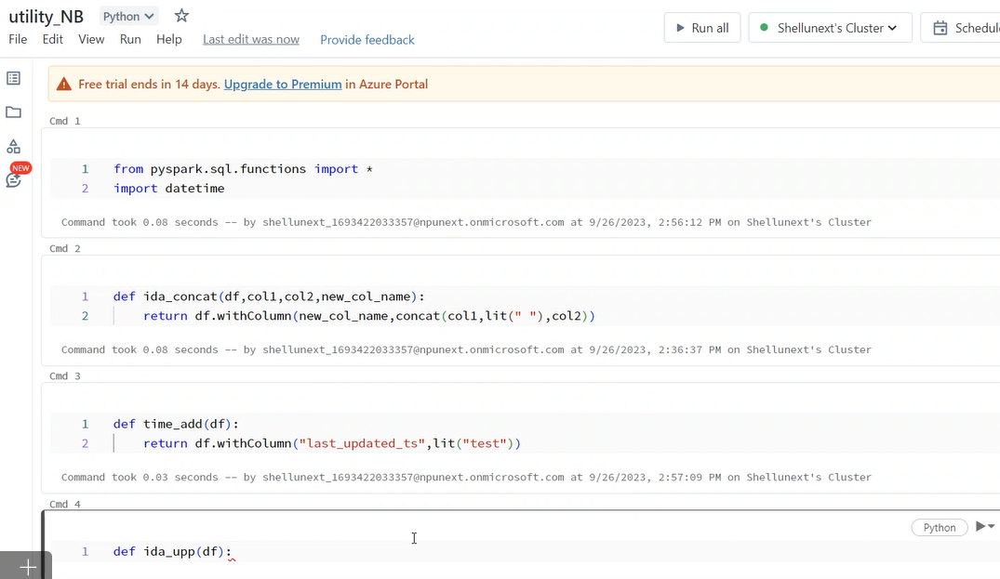 utility_NB Python
Run all Shellunext's Cluster Schedul
File Edit View Run Help Last edit was now Provide feedback
Free trial ends in 14 days. Upgrade to Premium in Azure Portal
Cmd 1
NEW
1 from pyspark.sql.functions import *
2 import datetime
Command took 0.08 seconds -- by shellunext_1693422033357@npunext.onmicrosoft.com at 9/26/2023, 2:56:12 PM on Shellunext's Cluster
Cmd 2
1 def ida_concat(df,col1,col2,new_col_name):
2 return df.withColumn(new_col_name,concat(col1,lit(" "),col2))
Command took 0.08 seconds -- by shellunext_1693422033357@npunext.onmicrosoft.com at 9/26/2023, 2:36:37 PM on Shellunext's Cluster
Cmd 3
1 def time_add(df):
2 return df.withColumn("last_updated_ts",lit("test"))
Command took 0.03 seconds -- by shellunext_1693422033357@npunext.onmicrosoft.com at 9/26/2023, 2:57:09 PM on Shellunext's Cluster
Cmd 4
Python
1 def ida_upp(df):